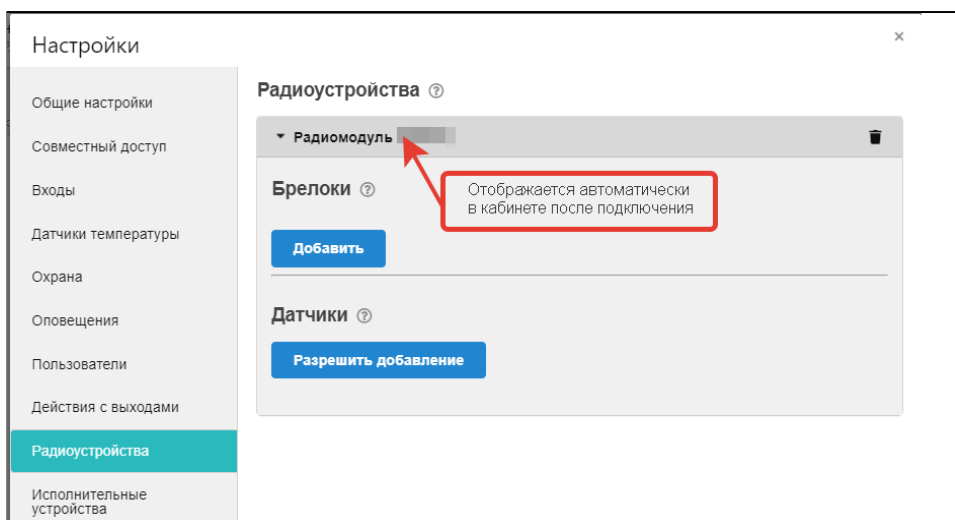 Настройки
×
Общие настройки
Совместный доступ
Входы
Датчики температуры
Охрана
Оповещения
Пользователи
Действия с выходами
Радиоустройства
Исполнительные
устройства
Радиоустройства ?
Радиомодуль
Отображается автоматически
в кабинете после подключения
Брелоки ?
Добавить
Датчики ?
Разрешить добавление